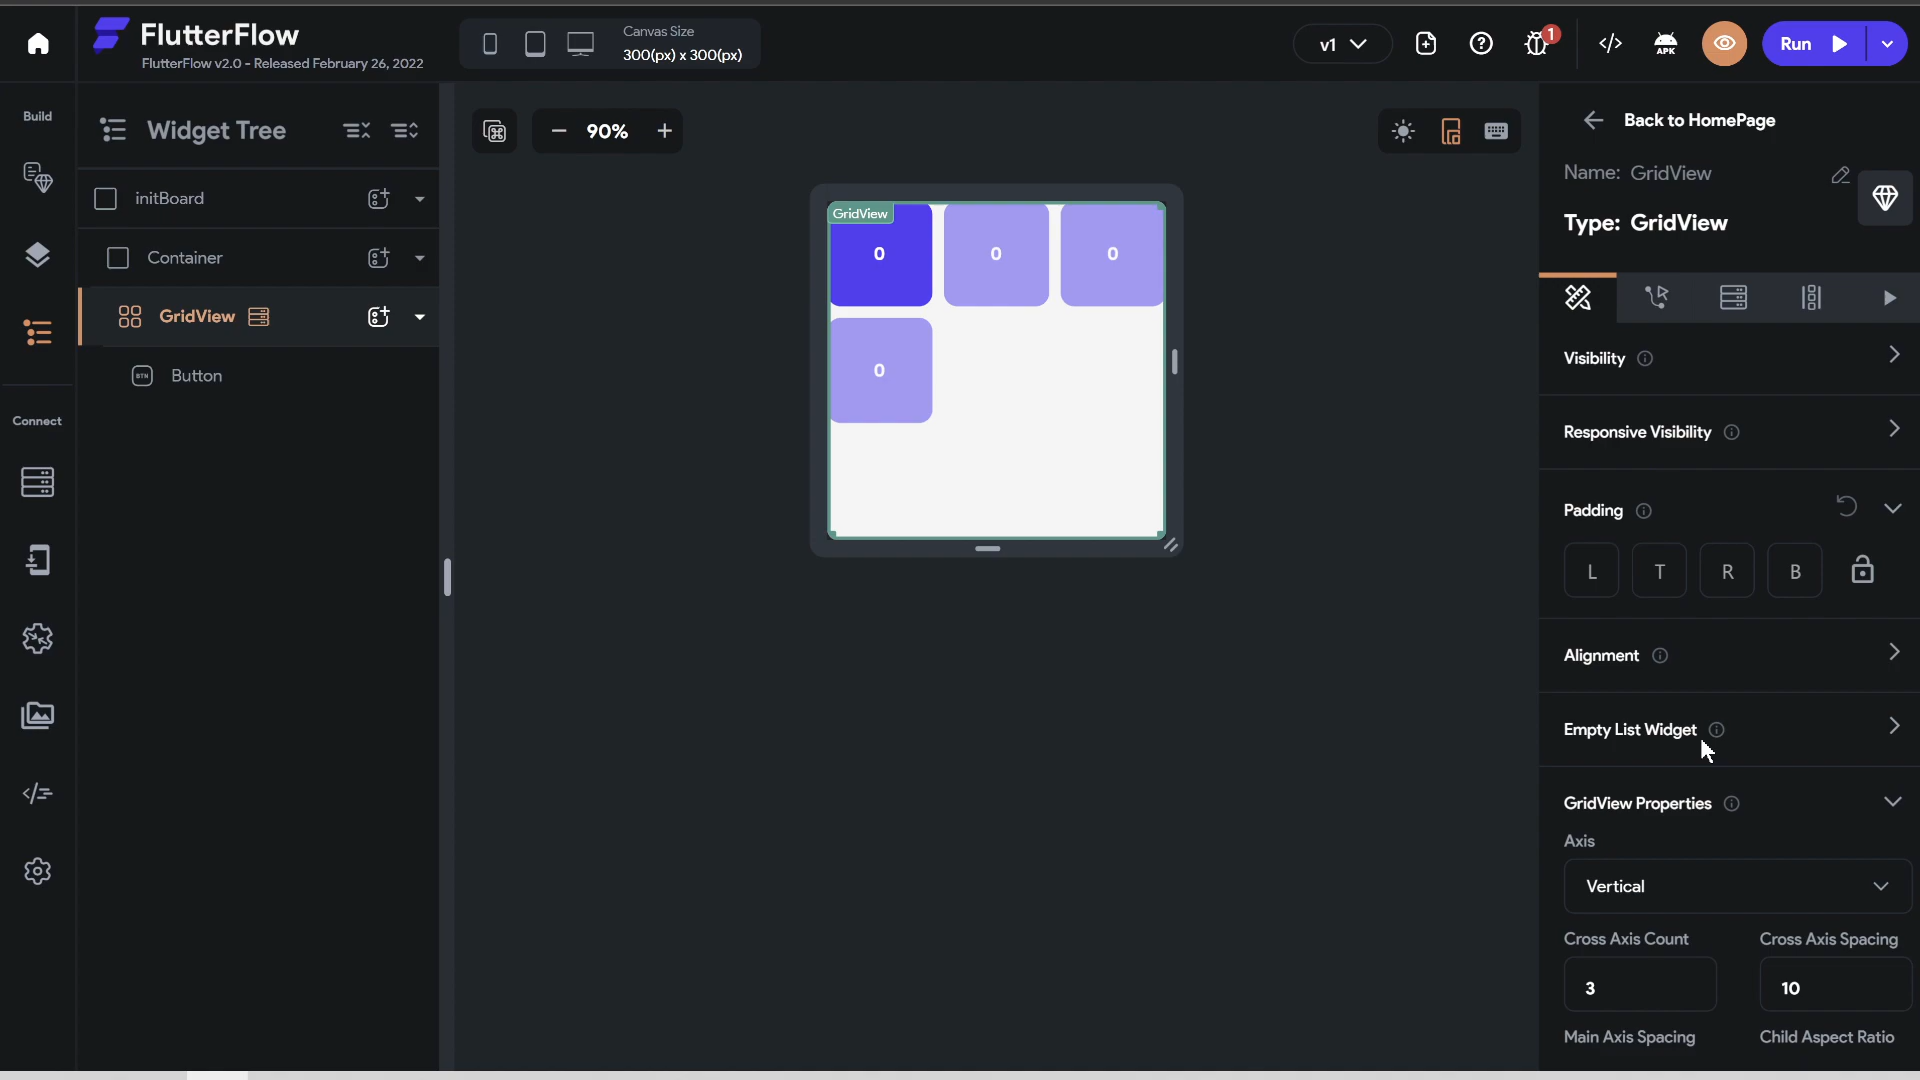 FlutterFlow
FlutterFlow v2.0 - Released February 26, 2022
Canvas Size
300(px) x 300(px)
v1
1
APK
Run
Build
Widget Tree
90%
Back to HomePage
Name: GridView
Type: GridView
initBoard
Container
GridView
BTN Button
Connect
GridView
0 0 0
0
Visibility
Responsive Visibility
Padding
L T R B
Alignment
Empty List Widget
GridView Properties
Axis
Vertical
Cross Axis Count Cross Axis Spacing
3 10
Main Axis Spacing Child Aspect Ratio